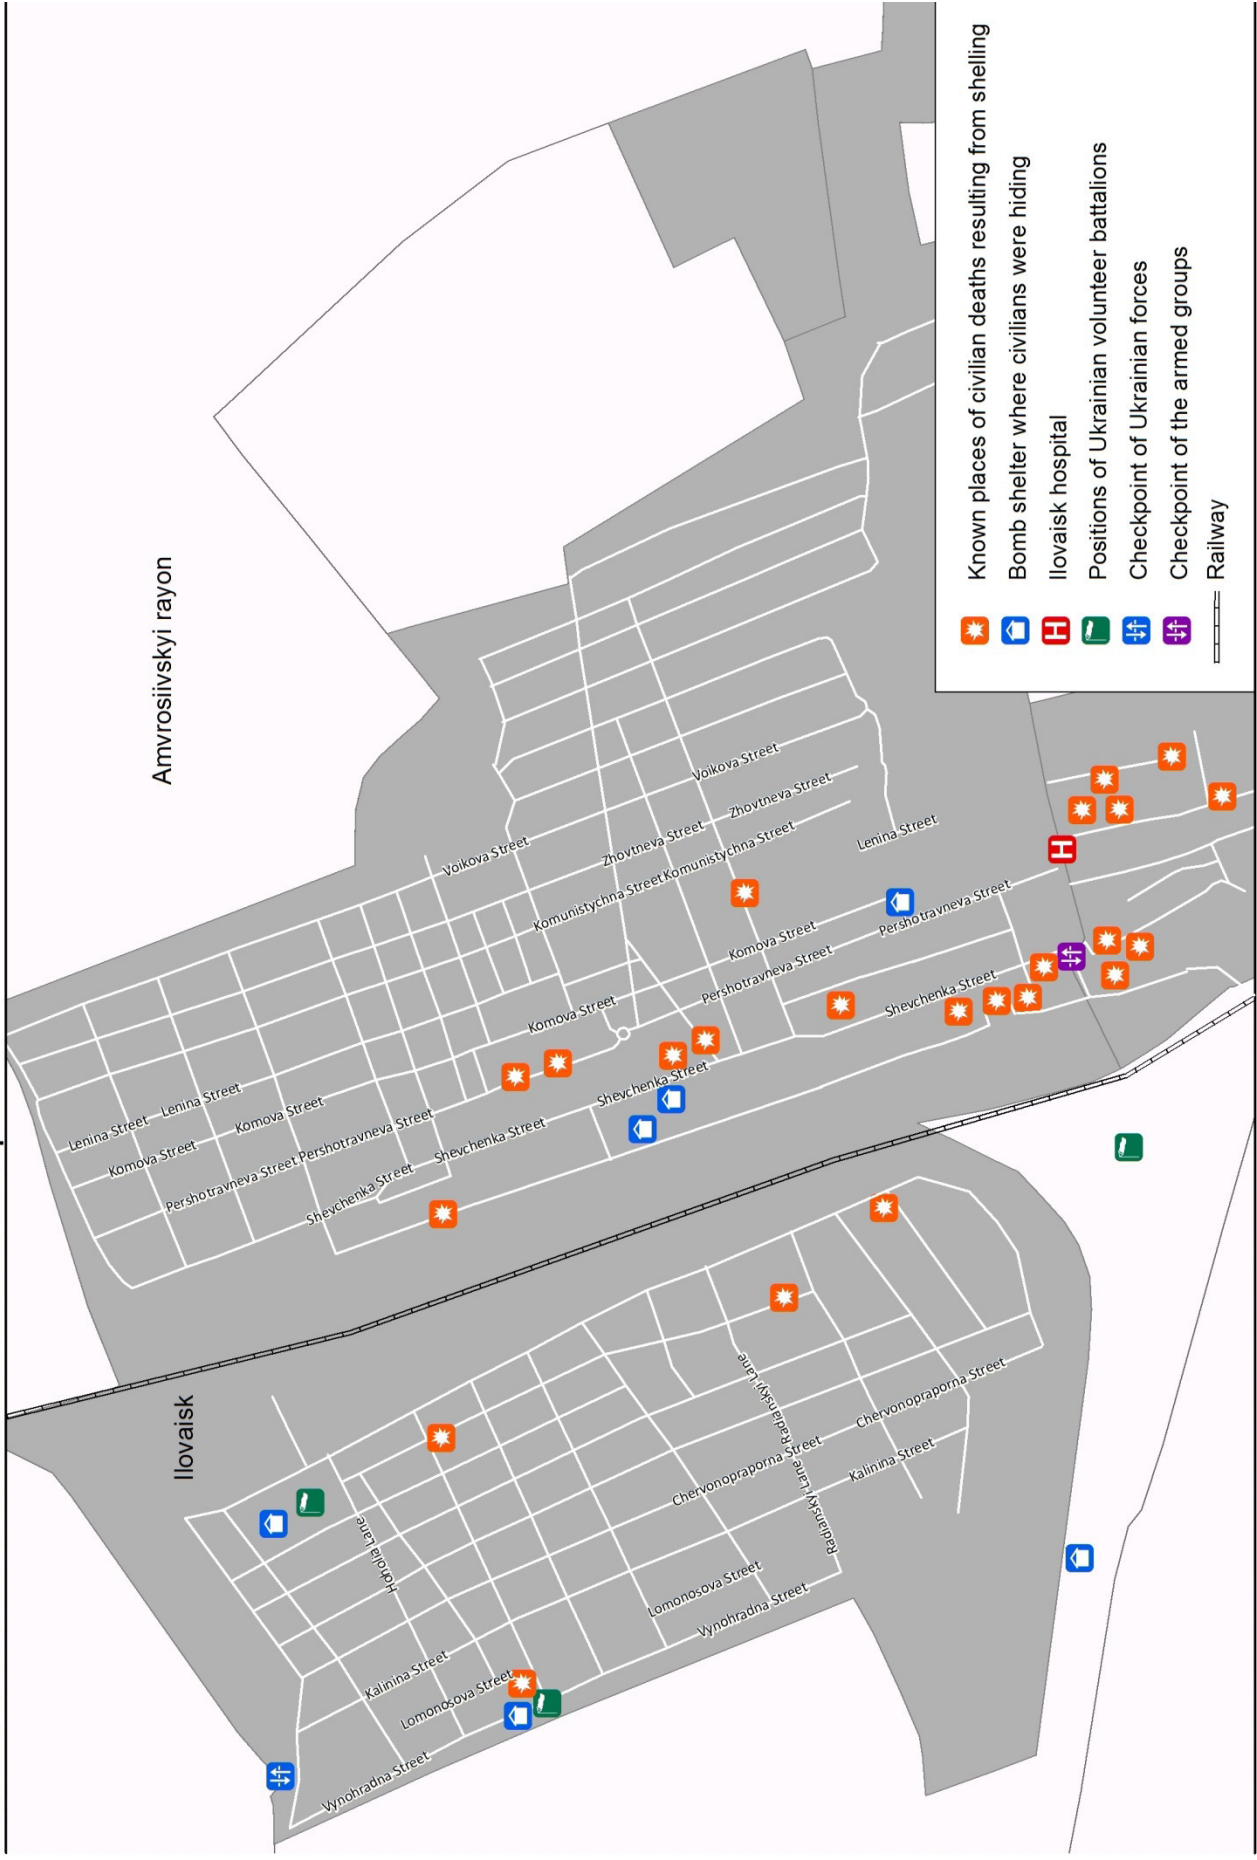 Amvrosiivskyi rayon
Ilovaisk
Voikova Street
Voikova Street
Zhovtneva Street
Zhovtneva Street
Komunistychna Street
Komunistychna Street
Lenina Street
Lenina Street
Lenina Street
Komova Street
Komova Street
Komova Street
Komova Street
Pershotravneva Street
Pershotravneva Street
Pershotravneva Street
Pershotravneva Street
Shevchenka Street
Shevchenka Street
Shevchenka Street
Shevchenka Street
Hoholia Lane
Radianskyi Lane
Radianskyi Lane
Chervonopraporna Street
Chervonopraporna Street
Kalinina Street
Kalinina Street
Lomonosova Street
Lomonosova Street
Vynohradna Street
Vynohradna Street
Known places of civilian deaths resulting from shelling
Bomb shelter where civilians were hiding
H Ilovaisk hospital
Positions of Ukrainian volunteer battalions
Checkpoint of Ukrainian forces
Checkpoint of the armed groups
Railway
H